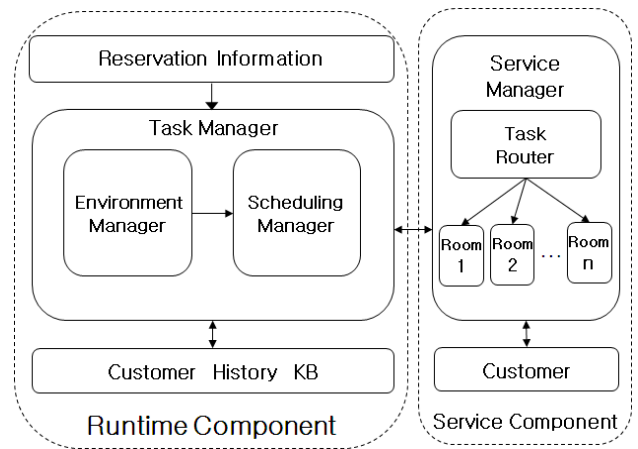 Reservation Information
Task Manager
Environment
Manager
Scheduling
Manager
Customer History KB
Runtime Component
Service
Manager
Task
Router
Room
1
Room
2
...
Room
n
Customer
Service Component